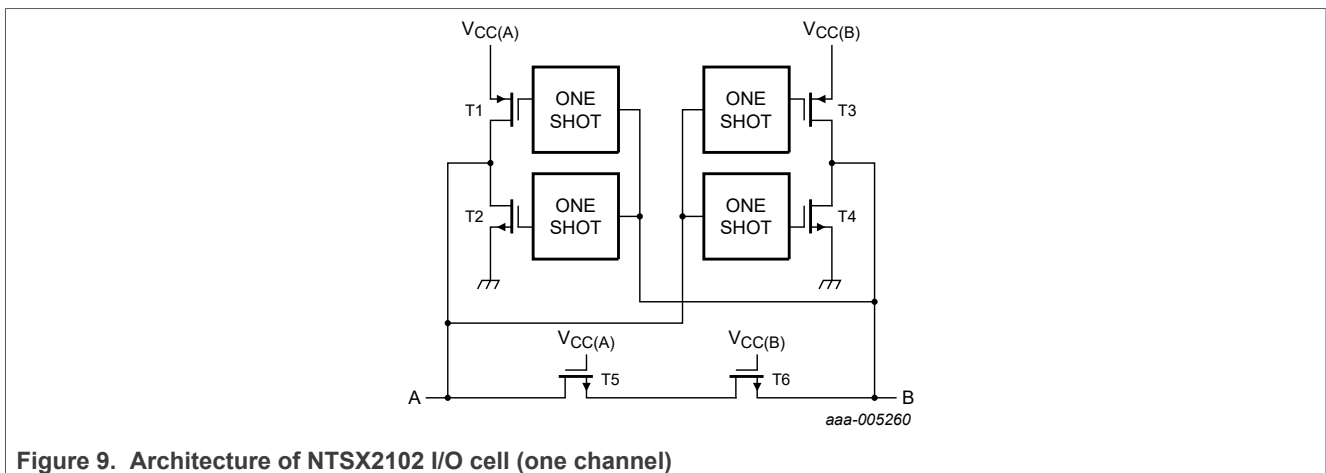 VCC(A)
VCC(B)
T1
ONE
SHOT
ONE
SHOT
T3
T2
ONE
SHOT
ONE
SHOT
T4
VCC(A)
VCC(B)
T5
T6
A
B
aaa-005260
Figure 9. Architecture of NTSX2102 I/O cell (one channel)